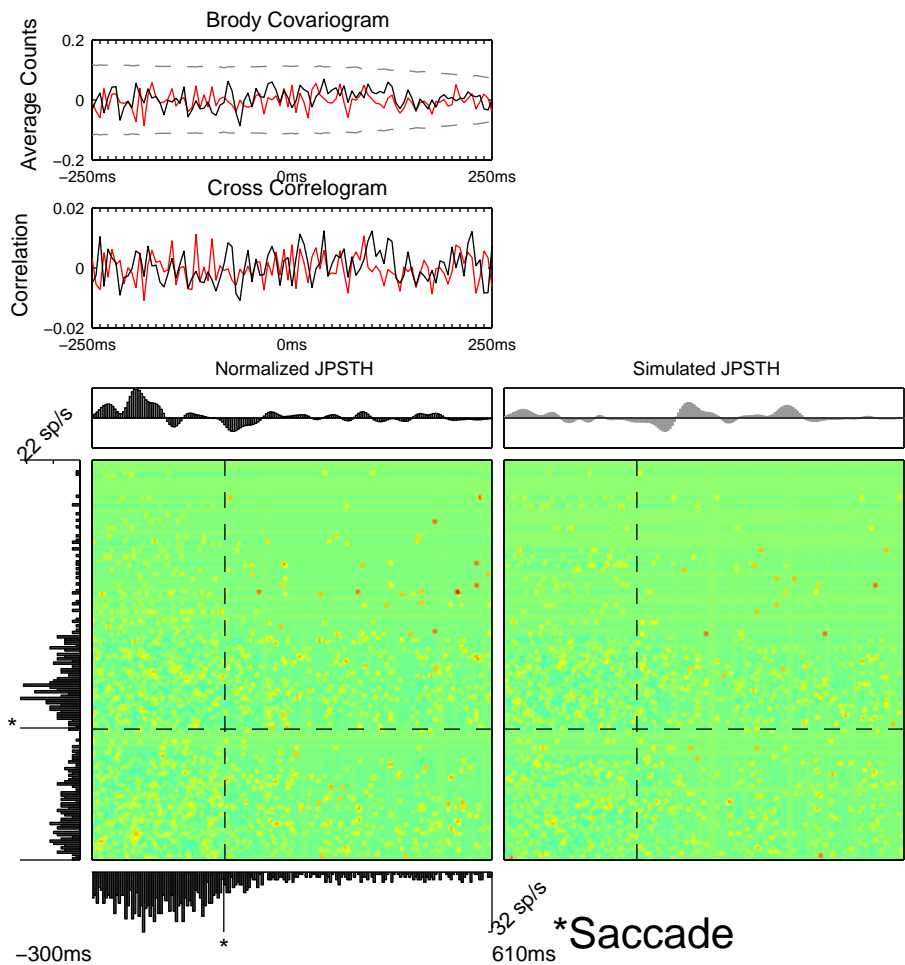 Brody Covariogram
Average Counts
0.2
0
−0.2
−250ms
0ms
250ms
Cross Correlogram
Correlation
0.02
0
−0.02
−250ms
0ms
250ms
Normalized JPSTH
Simulated JPSTH
22 sp/s
*
*
32 sp/s
*Saccade
−300ms
610ms